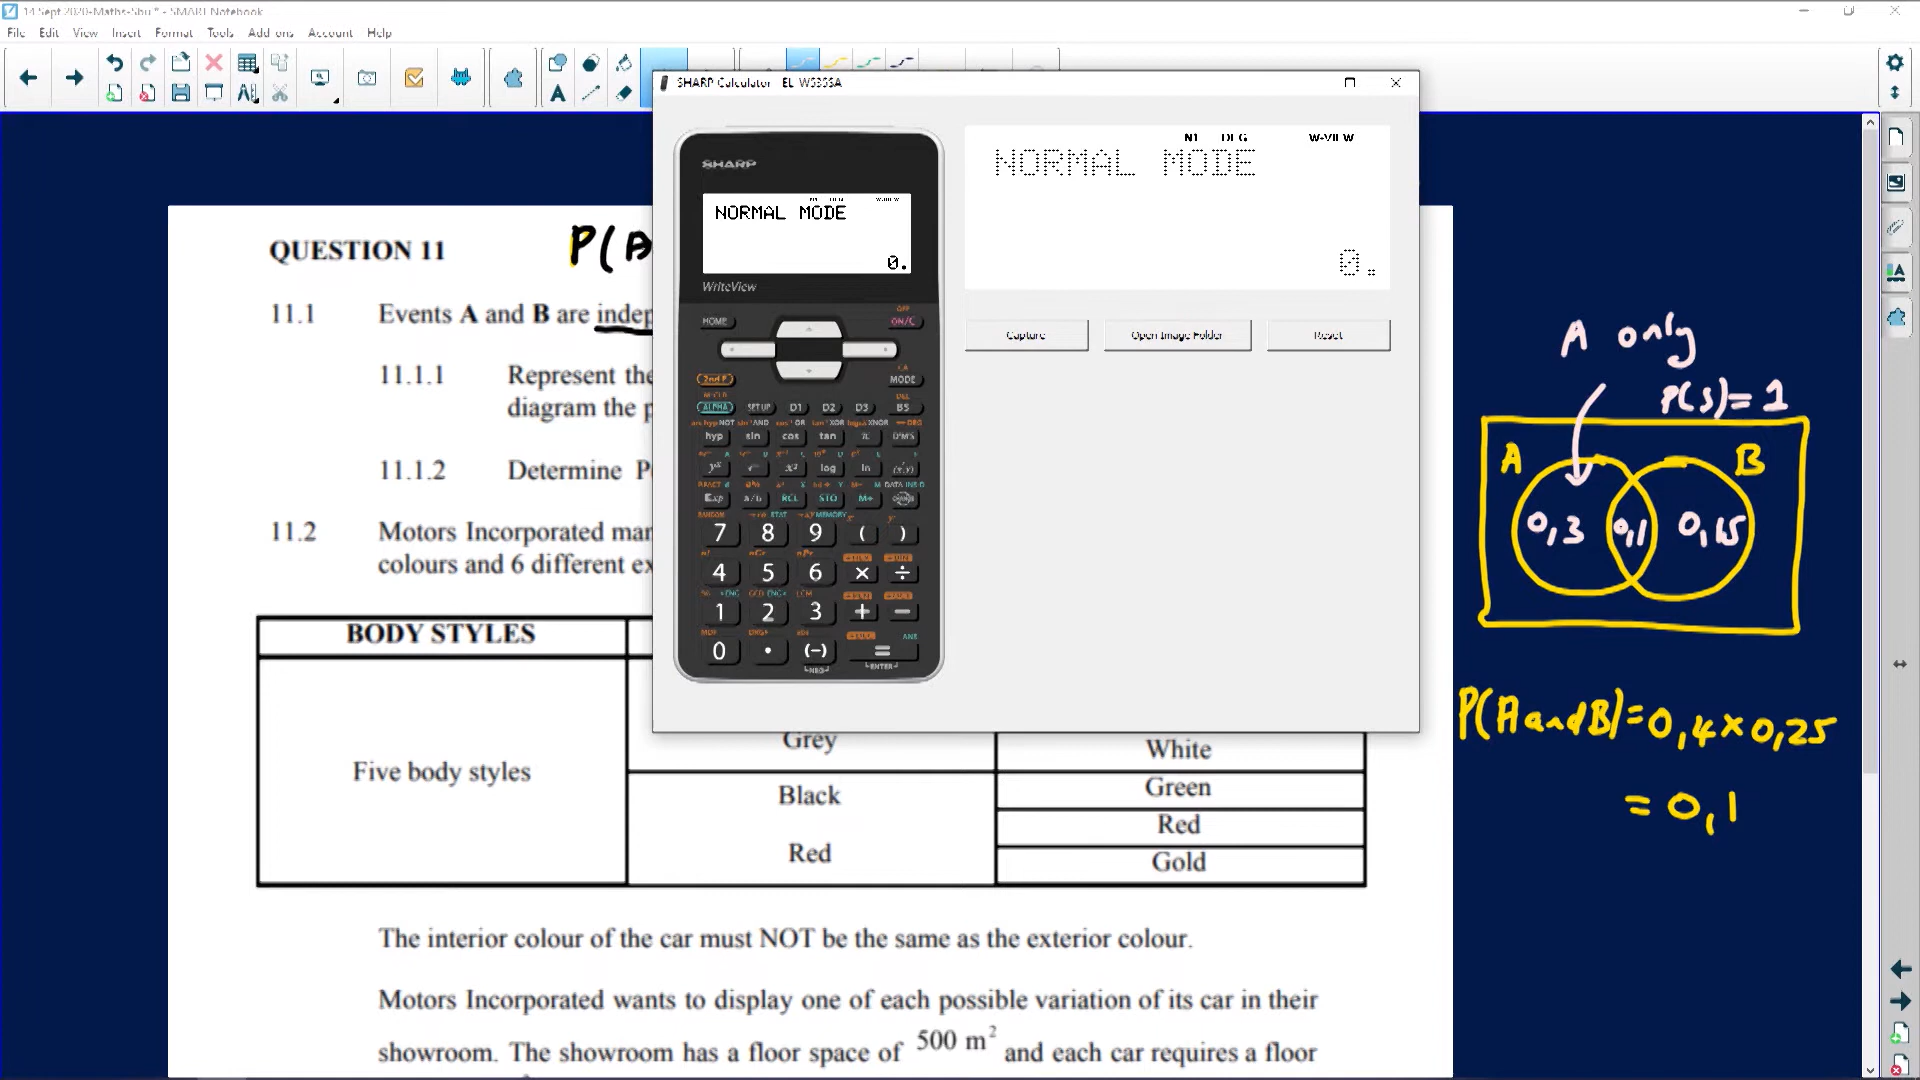 14 Sept 2020-Maths-Sbu * - SMART Notebook
File Edit View Insert Format Tools Add-ons Account Help
SHARP Calculator EL-W535SA
SHARP
NORMAL MODE
0.
WriteView
HOME
ON/C
2nd F
MODE
ALPHA SET UP D1 D2 D3 BS
hyp sin cos tan
log ln
Exp a/b RCL STO M+
7 8 9 ( )
4 5 6 × ÷
1 2 3 + −
0 • (−) =
ENTER
N1 DEG W-VIEW
NORMAL MODE
0.
Capture Open Image Folder Reset
QUESTION 11
11.1 Events A and B are indep
11.1.1 Represent the
diagram the p
11.1.2 Determine P
11.2 Motors Incorporated man
colours and 6 different ex
BODY STYLES
Five body styles
Grey
Black
Red
White
Green
Red
Gold
The interior colour of the car must NOT be the same as the exterior colour.
Motors Incorporated wants to display one of each possible variation of its car in their
showroom. The showroom has a floor space of 500 m² and each car requires a floor
A only
P(S)=1
A B
0,3 0,1 0,15
P(A and B)=0,4×0,25
= 0,1